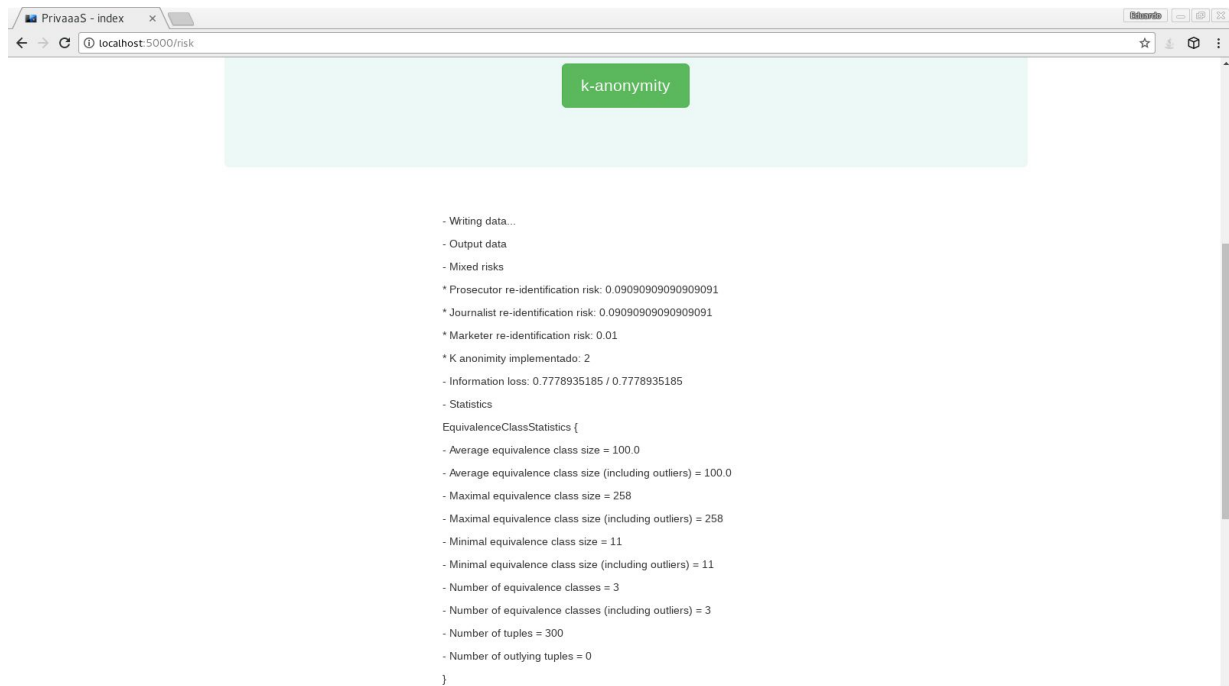 PrivaaaS - index
Eduardo
localhost:5000/risk
k-anonymity
- Writing data...
- Output data
- Mixed risks
* Prosecutor re-identification risk: 0.09090909090909091
* Journalist re-identification risk: 0.09090909090909091
* Marketer re-identification risk: 0.01
* K anonimity implementado: 2
- Information loss: 0.7778935185 / 0.7778935185
- Statistics
EquivalenceClassStatistics {
- Average equivalence class size = 100.0
- Average equivalence class size (including outliers) = 100.0
- Maximal equivalence class size = 258
- Maximal equivalence class size (including outliers) = 258
- Minimal equivalence class size = 11
- Minimal equivalence class size (including outliers) = 11
- Number of equivalence classes = 3
- Number of equivalence classes (including outliers) = 3
- Number of tuples = 300
- Number of outlying tuples = 0
}